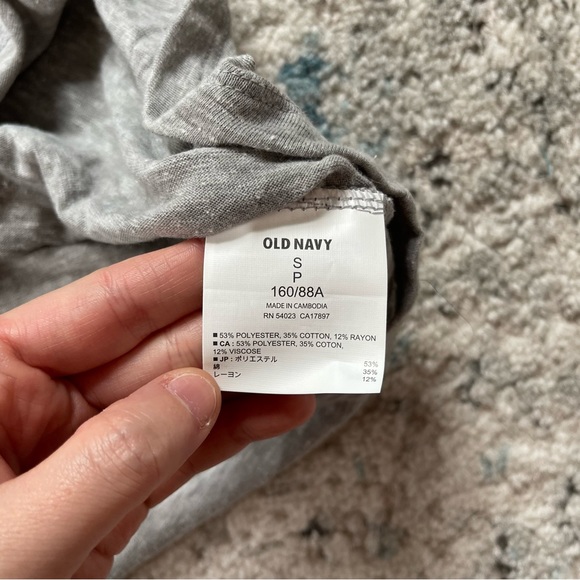 OLD NAVY
S
P
160/88A
MADE IN CAMBODIA
RN 54023 CA17897
■ 53% POLYESTER, 35% COTTON, 12% RAYON
■ CA : 53% POLYESTER, 35% COTON,
12% VISCOSE
■ JP : ポリエステル 53%
綿 35%
レーヨン 12%